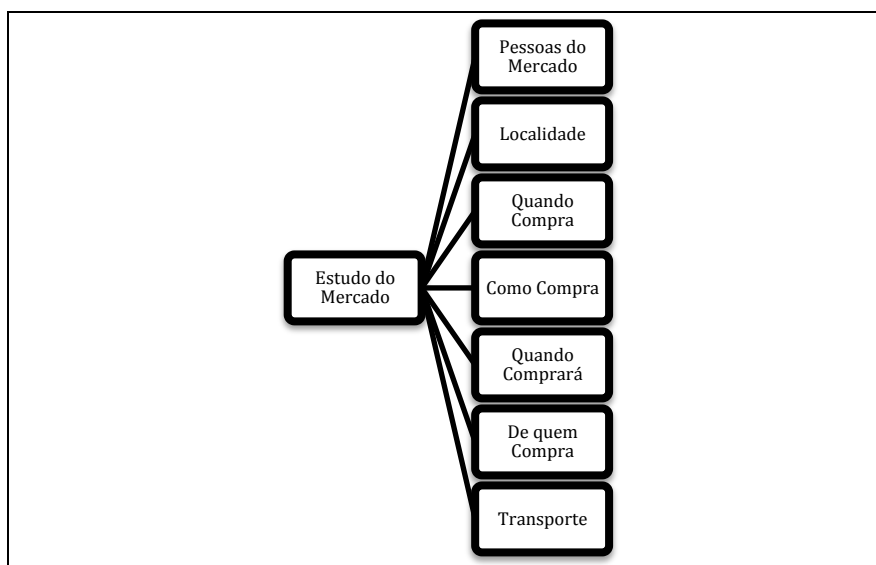 Pessoas do
Mercado
Localidade
Quando
Compra
Estudo do
Mercado
Como Compra
Quando
Comprará
De quem
Compra
Transporte